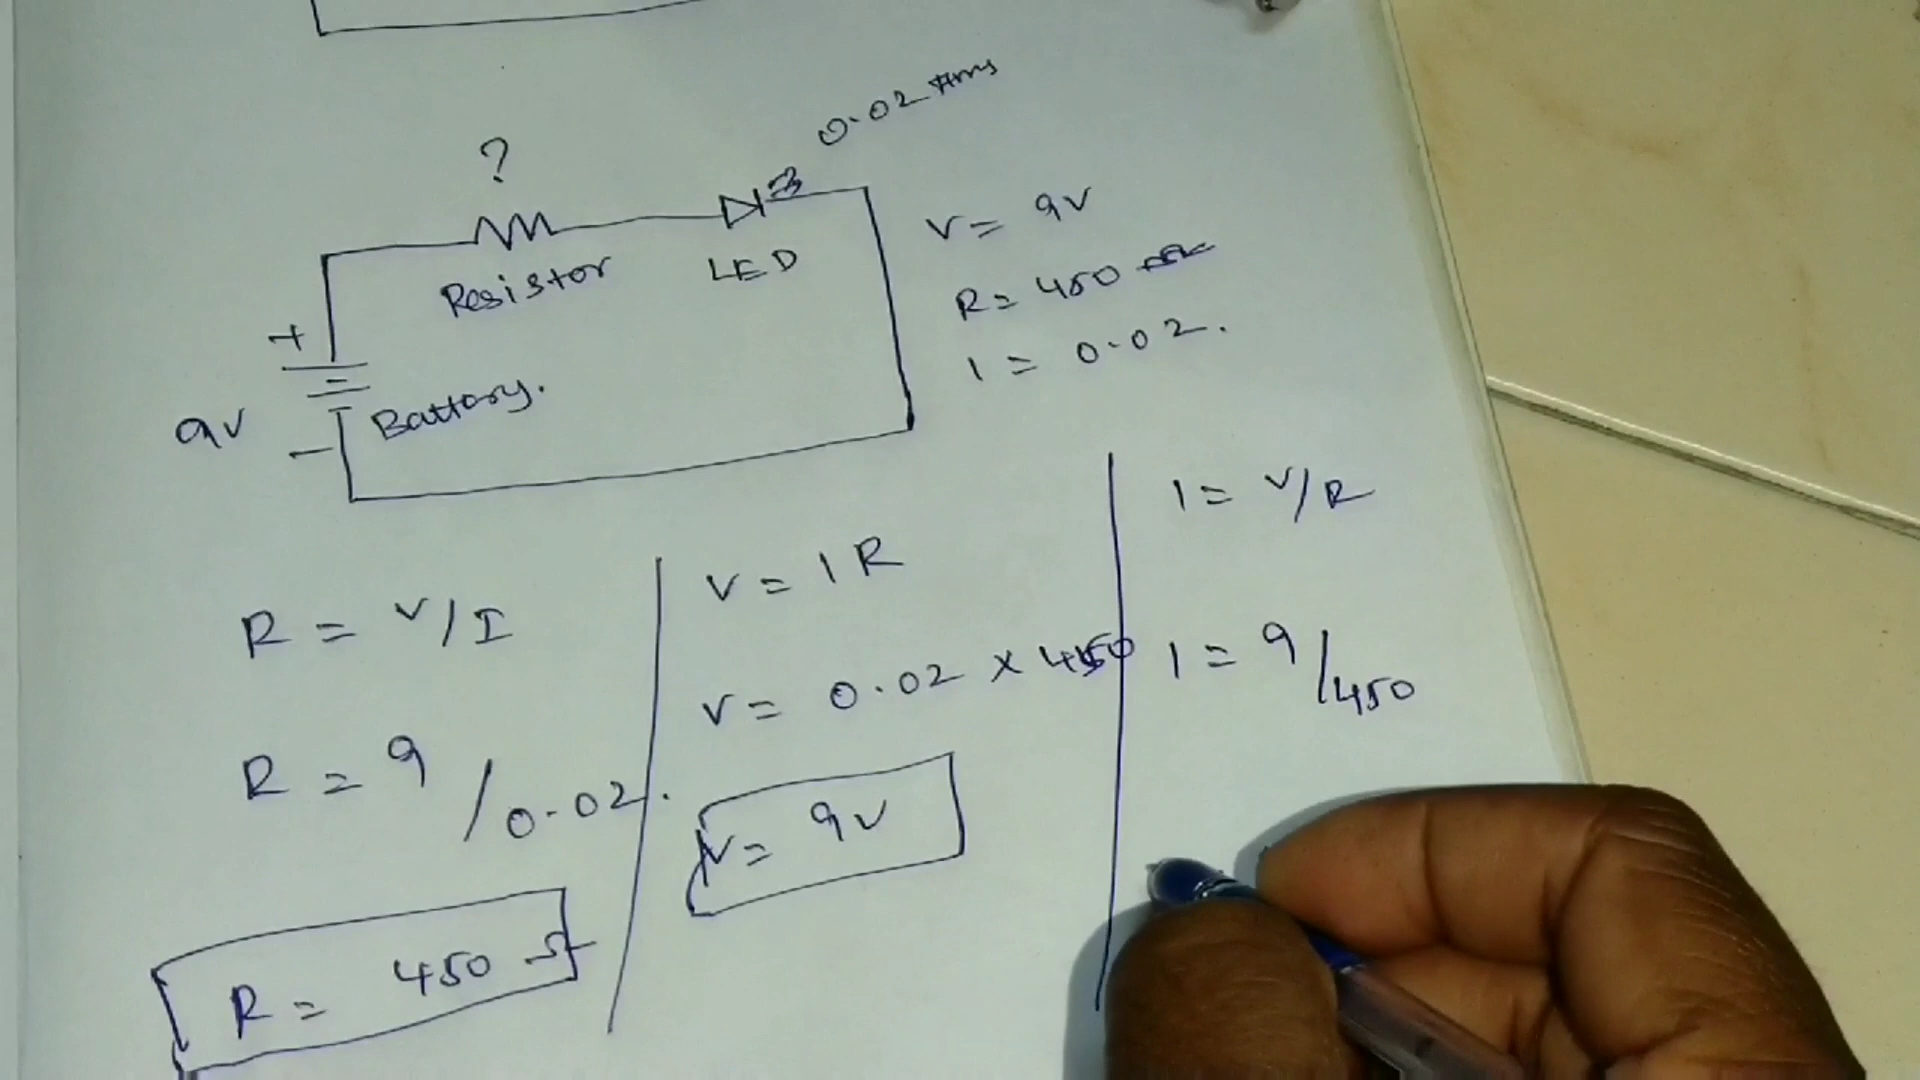 0.02 Ams
?
Resistor
LED
+
9V
Battery.
-
V = 9V
R = 450
I = 0.02.
R = V/I
R = 9/0.02.
R = 450 Ω
V = IR
V = 0.02 x 450
V = 9V
I = V/R
I = 9/450